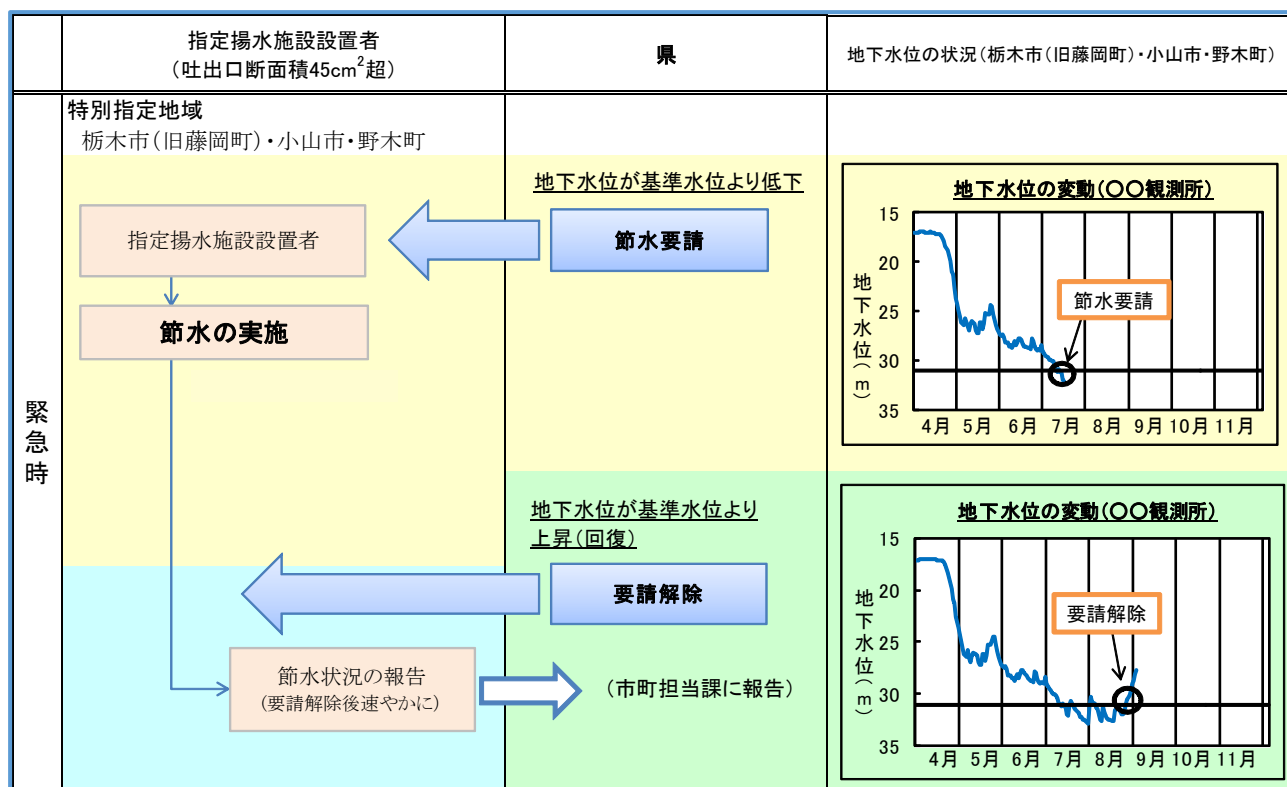 指定揚水施設設置者
(吐出口断面積45cm²超)
県
地下水位の状況(栃木市(旧藤岡町)・小山市・野木町)
緊急時
特別指定地域
栃木市(旧藤岡町)・小山市・野木町
地下水位が基準水位より低下
指定揚水施設設置者
節水要請
節水の実施
地下水位の変動(〇〇観測所)
地下水位(m)
15
20
25
30
35
節水要請
4月 5月 6月 7月 8月 9月 10月 11月
地下水位が基準水位より
上昇(回復)
要請解除
節水状況の報告
(要請解除後速やかに)
(市町担当課に報告)
地下水位の変動(〇〇観測所)
地下水位(m)
15
20
25
30
35
要請解除
4月 5月 6月 7月 8月 9月 10月 11月